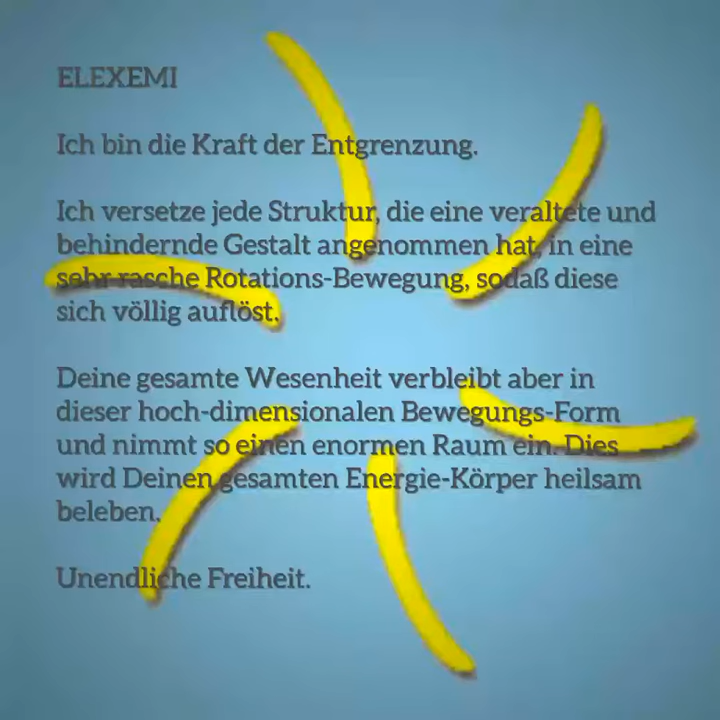 ELEXEMI
Ich bin die Kraft der Entgrenzung.
Ich versetze jede Struktur, die eine veraltete und
behindernde Gestalt angenommen hat, in eine
sehr rasche Rotations-Bewegung, sodaß diese
sich völlig auflöst.
Deine gesamte Wesenheit verbleibt aber in
dieser hoch-dimensionalen Bewegungs-Form
und nimmt so einen enormen Raum ein. Dies
wird Deinen gesamten Energie-Körper heilsam
beleben.
Unendliche Freiheit.